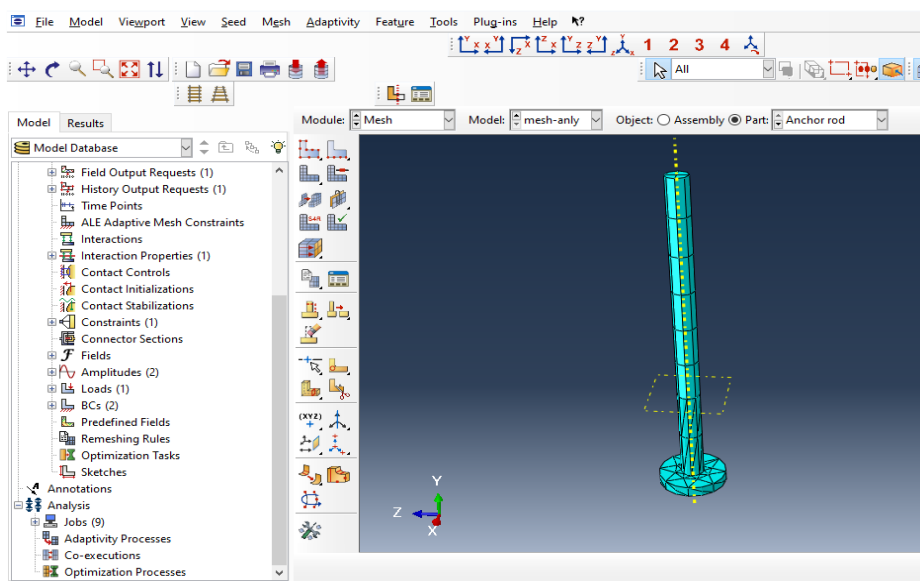 File Model Viewport View Seed Mesh Adaptivity Feature Tools Plug-ins Help
1 2 3 4
All
Model Results
Module: Mesh Model: mesh-anly Object: Assembly Part: Anchor rod
Model Database
Field Output Requests (1)
History Output Requests (1)
Time Points
ALE Adaptive Mesh Constraints
Interactions
Interaction Properties (1)
Contact Controls
Contact Initializations
Contact Stabilizations
Constraints (1)
Connector Sections
Fields
Amplitudes (2)
Loads (1)
BCs (2)
Predefined Fields
Remeshing Rules
Optimization Tasks
Sketches
Annotations
Analysis
Jobs (9)
Adaptivity Processes
Co-executions
Optimization Processes
S4R
(XYZ)
Y
Z
X